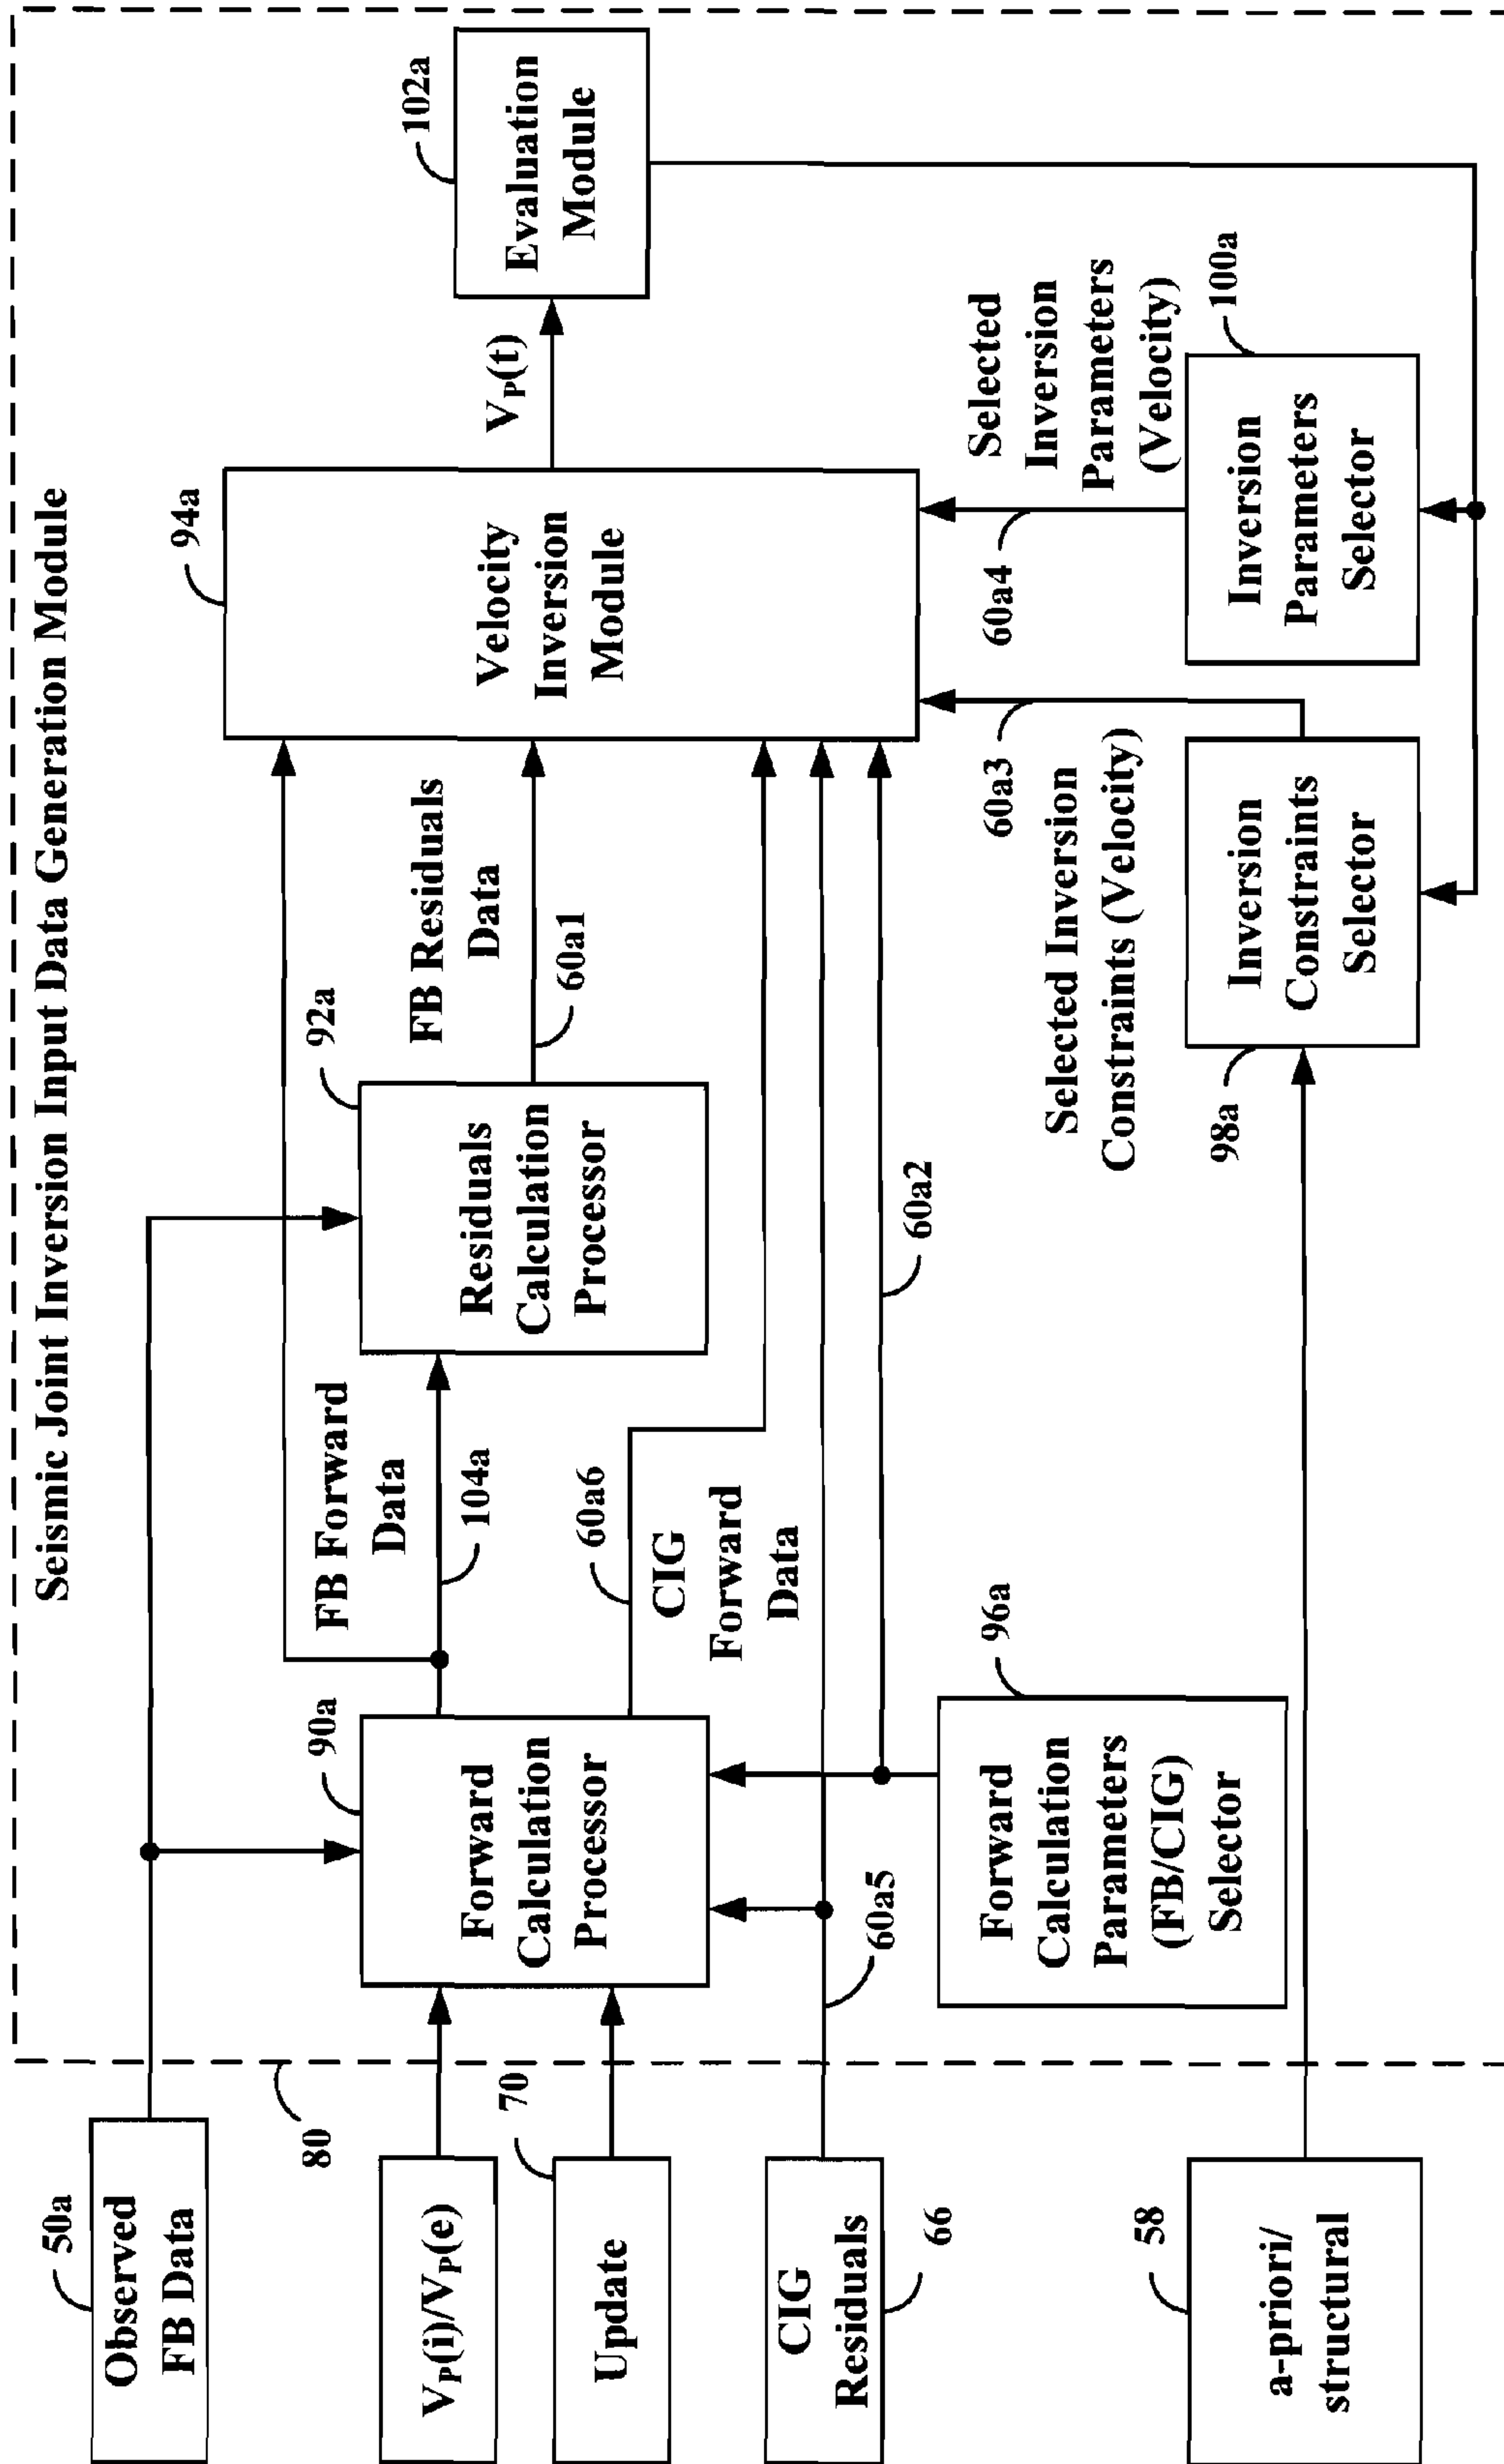 Seismic Joint Inversion Input Data Generation Module
50a
Observed
FB Data
80
V_P(i)/V_P(e)
70
Update
CIG
Residuals
66
58
a-priori/
structural
90a
Forward
Calculation
Processor
FB Forward
Data
104a
60a6
CIG
Forward
Data
60a5
96a
Forward
Calculation
Parameters
(FB/CIG)
Selector
92a
Residuals
Calculation
Processor
FB Residuals
Data
60a1
60a2
94a
Velocity
Inversion
Module
V_P(t)
102a
Evaluation
Module
60a3
Selected Inversion
Constraints (Velocity)
98a
Inversion
Constraints
Selector
60a4
Selected
Inversion
Parameters
(Velocity)
100a
Inversion
Parameters
Selector